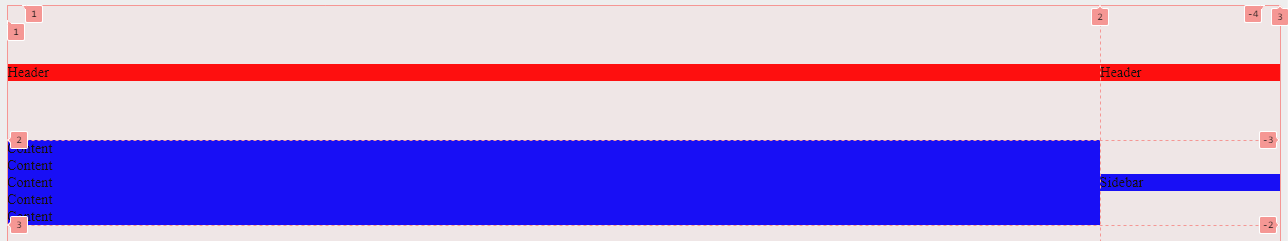 1 -4
1 2 3
Header Header
2 -3
Content
Content
Content Sidebar
Content
Content
3 -2